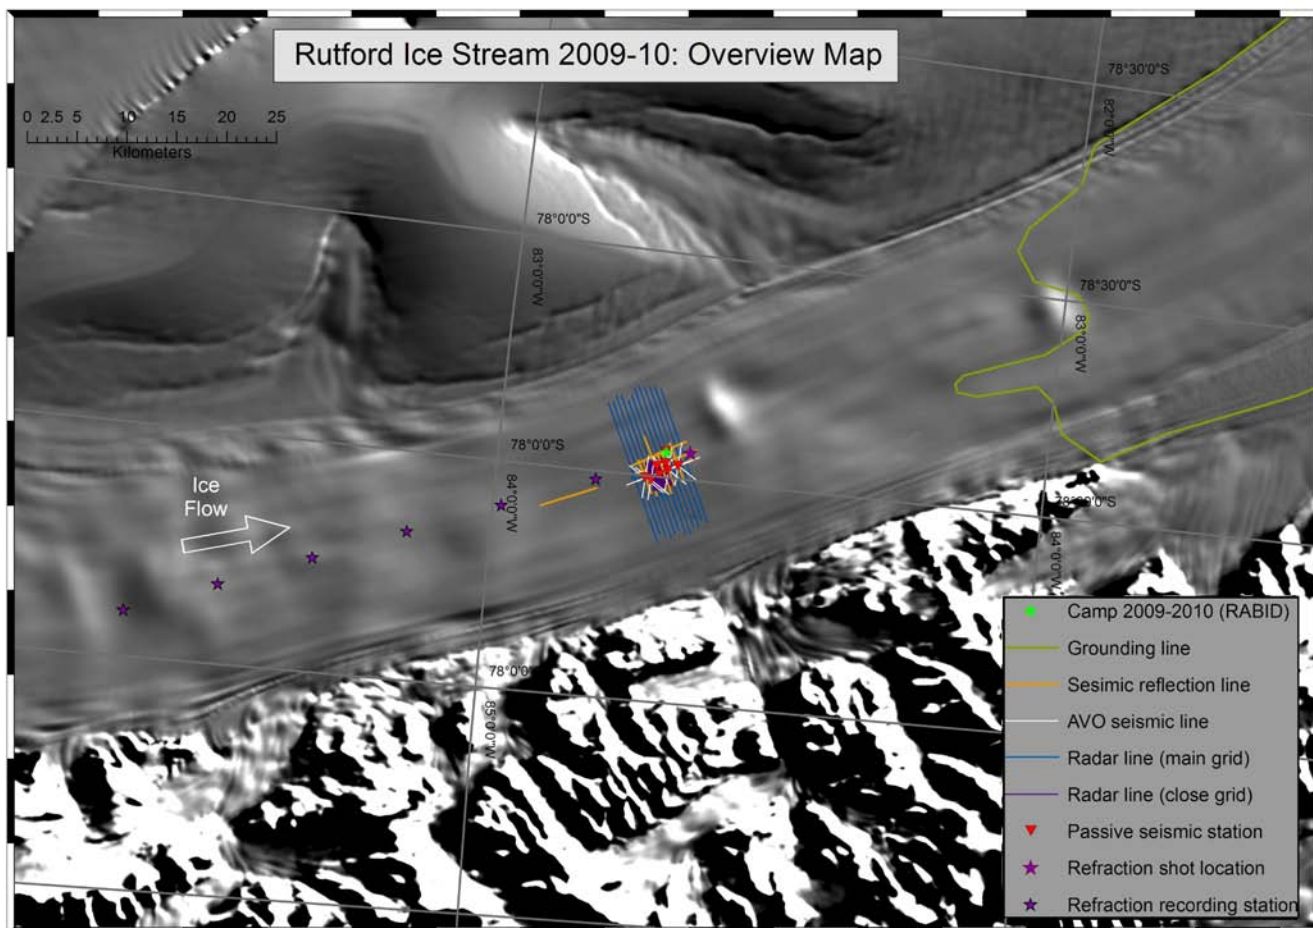 Rutford Ice Stream 2009-10: Overview Map
0 2.5 5 10 15 20 25
Kilometers
78°30'0"S
82°0'0"W
78°0'0"S
83°0'0"W
78°30'0"S
83°0'0"W
78°0'0"S
84°0'0"W
Ice
Flow
84°0'0"W
78°0'0"
85°0'0"W
Camp 2009-2010 (RABID)
Grounding line
Sesimic reflection line
AVO seismic line
Radar line (main grid)
Radar line (close grid)
Passive seismic station
Refraction shot location
Refraction recording station